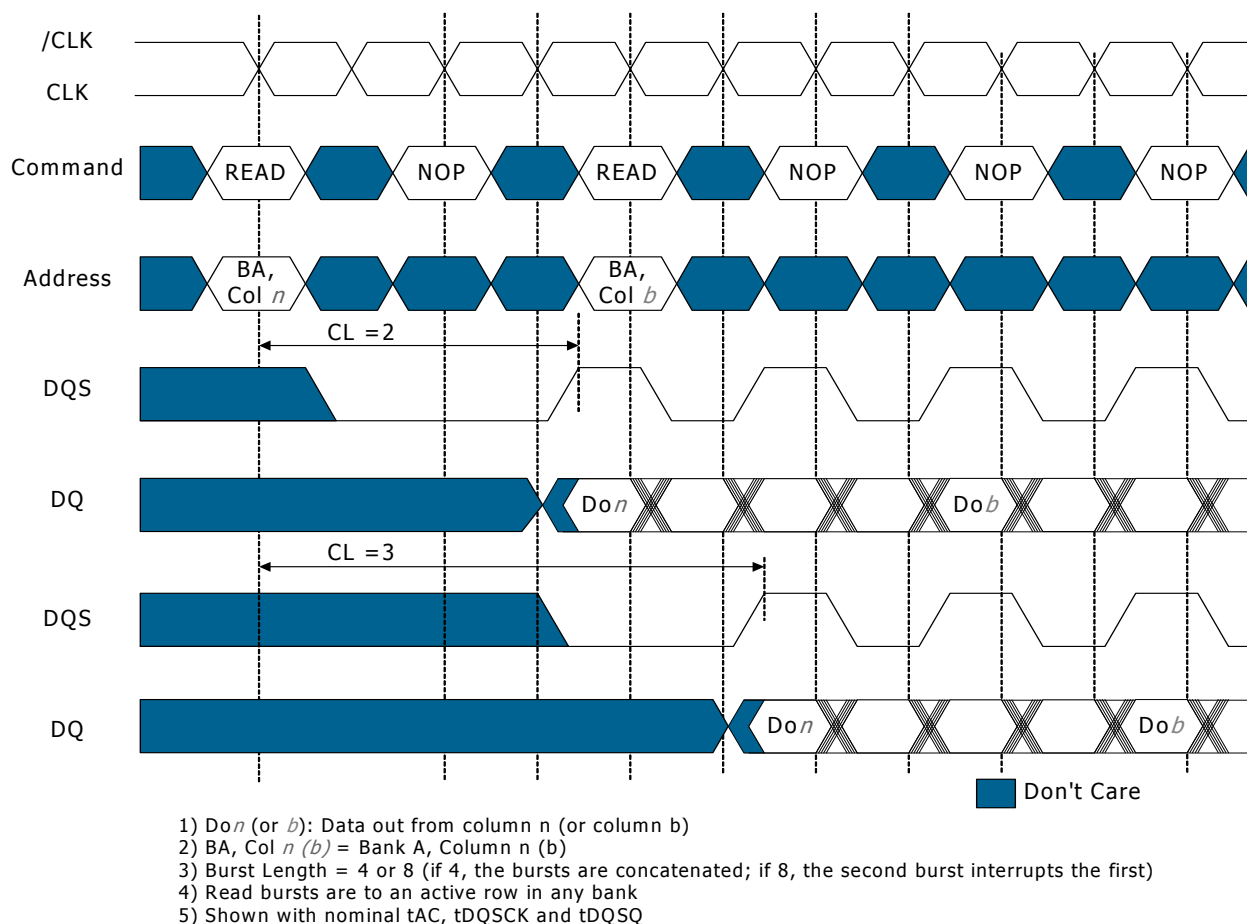 /CLK
CLK
Command
READ
NOP
READ
NOP
NOP
NOP
Address
BA,
Col n
BA,
Col b
CL =2
DQS
DQ
Don
Dob
CL =3
DQS
DQ
Don
Dob
Don't Care
1) Don (or b): Data out from column n (or column b)
2) BA, Col n (b) = Bank A, Column n (b)
3) Burst Length = 4 or 8 (if 4, the bursts are concatenated; if 8, the second burst interrupts the first)
4) Read bursts are to an active row in any bank
5) Shown with nominal tAC, tDQSCK and tDQSQ